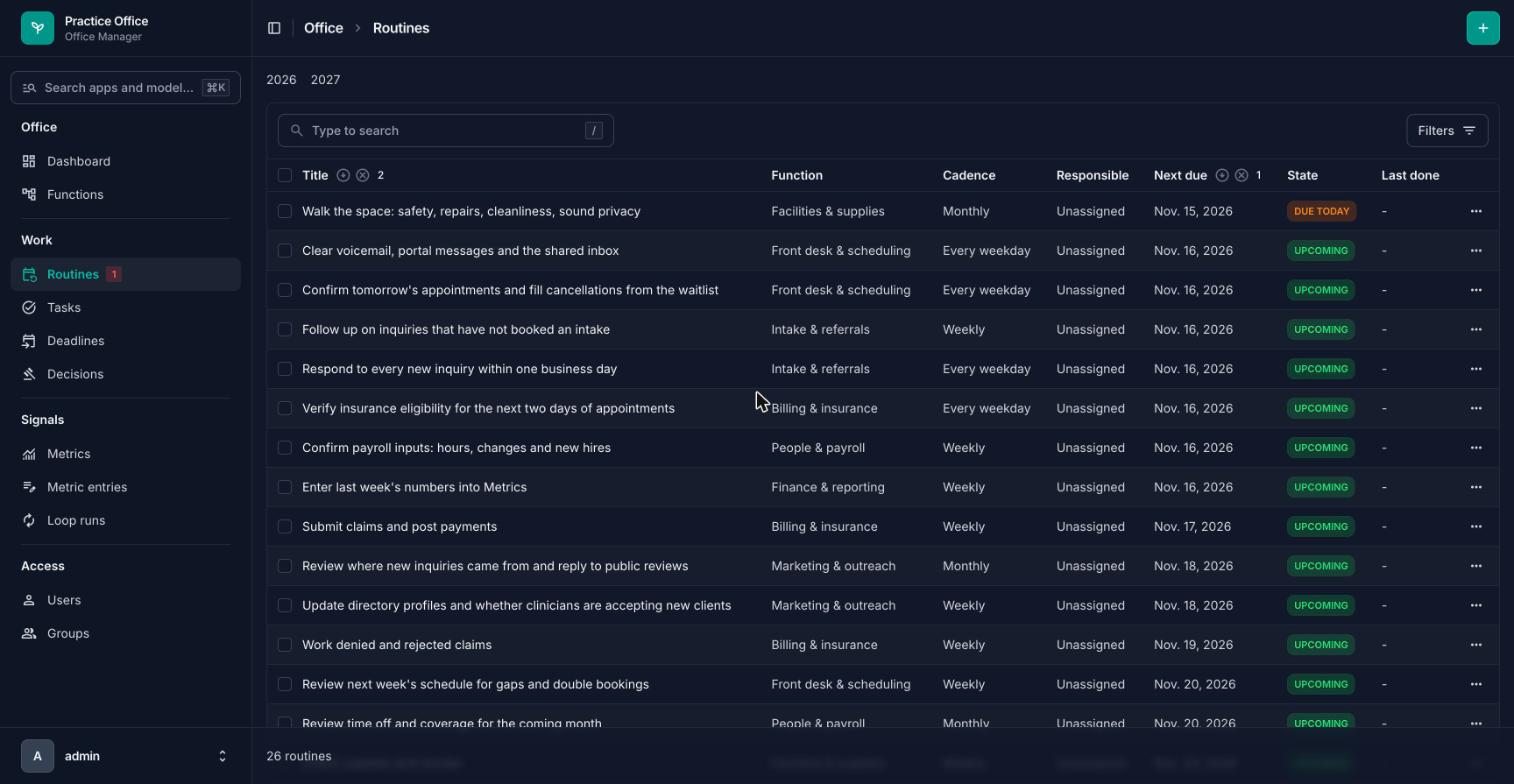 Practice Office
Office Manager
Office Routines
+
Search apps and model... ⌘K
2026 2027
Office
Dashboard
Functions
Work
Routines 1
Tasks
Deadlines
Decisions
Signals
Metrics
Metric entries
Loop runs
Access
Users
Groups
A admin
Type to search /
Filters
Title 2 Function Cadence Responsible Next due 1 State Last done
Walk the space: safety, repairs, cleanliness, sound privacy Facilities & supplies Monthly Unassigned Nov. 15, 2026 DUE TODAY -
Clear voicemail, portal messages and the shared inbox Front desk & scheduling Every weekday Unassigned Nov. 16, 2026 UPCOMING -
Confirm tomorrow's appointments and fill cancellations from the waitlist Front desk & scheduling Every weekday Unassigned Nov. 16, 2026 UPCOMING -
Follow up on inquiries that have not booked an intake Intake & referrals Weekly Unassigned Nov. 16, 2026 UPCOMING -
Respond to every new inquiry within one business day Intake & referrals Every weekday Unassigned Nov. 16, 2026 UPCOMING -
Verify insurance eligibility for the next two days of appointments Billing & insurance Every weekday Unassigned Nov. 16, 2026 UPCOMING -
Confirm payroll inputs: hours, changes and new hires People & payroll Weekly Unassigned Nov. 16, 2026 UPCOMING -
Enter last week's numbers into Metrics Finance & reporting Weekly Unassigned Nov. 16, 2026 UPCOMING -
Submit claims and post payments Billing & insurance Weekly Unassigned Nov. 17, 2026 UPCOMING -
Review where new inquiries came from and reply to public reviews Marketing & outreach Monthly Unassigned Nov. 18, 2026 UPCOMING -
Update directory profiles and whether clinicians are accepting new clients Marketing & outreach Weekly Unassigned Nov. 18, 2026 UPCOMING -
Work denied and rejected claims Billing & insurance Weekly Unassigned Nov. 19, 2026 UPCOMING -
Review next week's schedule for gaps and double bookings Front desk & scheduling Weekly Unassigned Nov. 20, 2026 UPCOMING -
Review time off and coverage for the coming month People & payroll Monthly Unassigned Nov. 20, 2026 UPCOMING -
26 routines